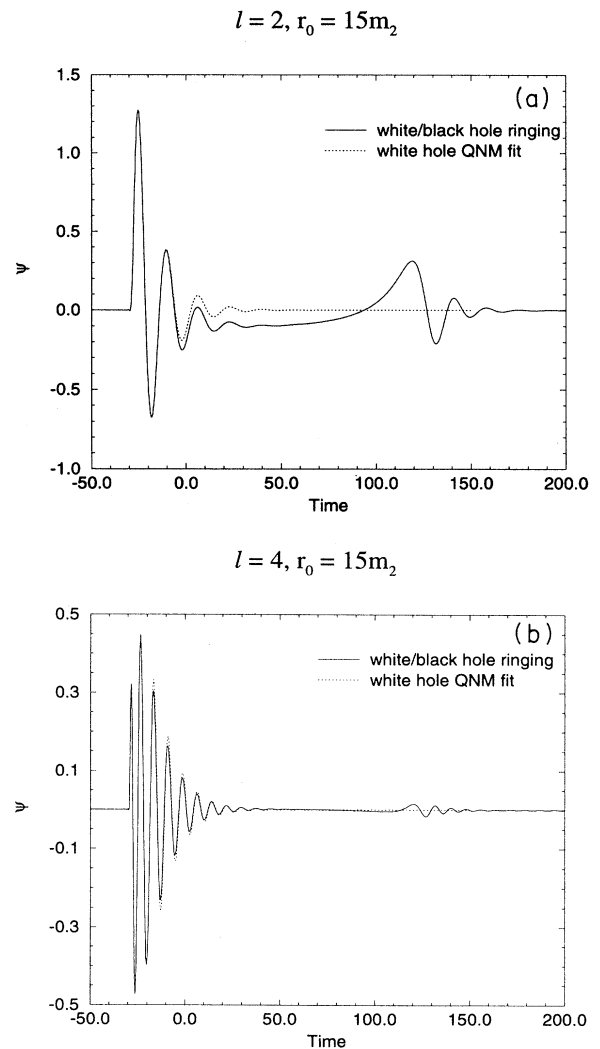 l = 2, r₀ = 15m₂
1.5
(a)
white/black hole ringing
white hole QNM fit
1.0
0.5
ψ
0.0
-0.5
-1.0
-50.0 0.0 50.0 100.0 150.0 200.0
Time
l = 4, r₀ = 15m₂
0.5
(b)
white/black hole ringing
white hole QNM fit
0.3
0.1
ψ
-0.1
-0.3
-0.5
-50.0 0.0 50.0 100.0 150.0 200.0
Time